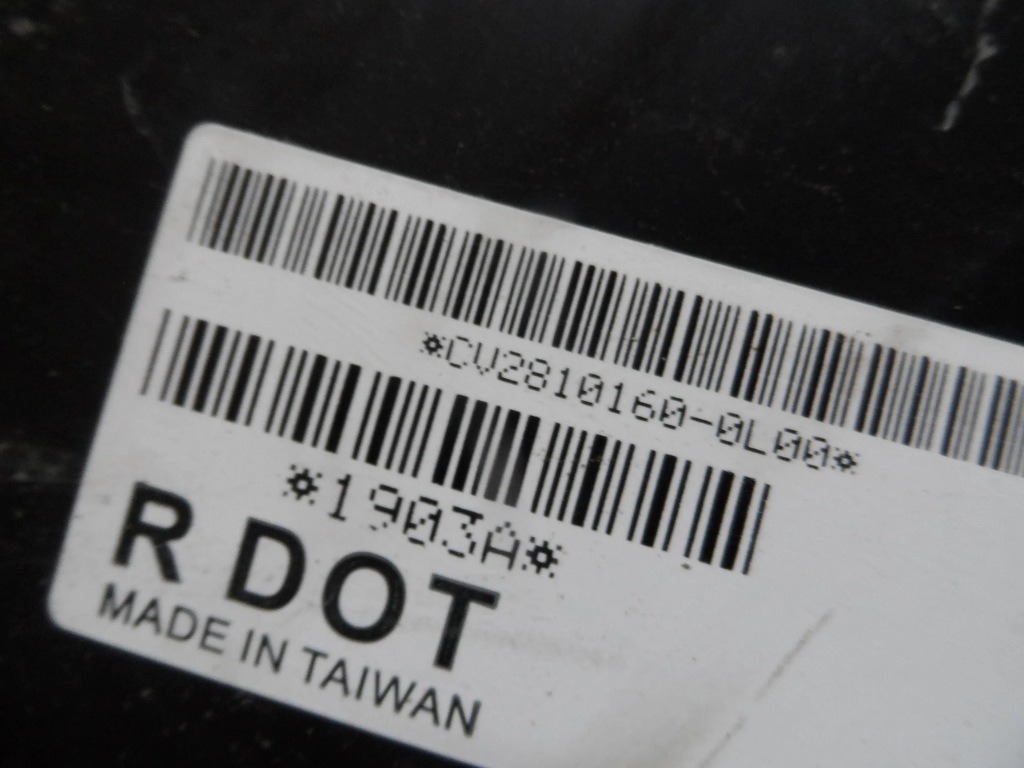 *CV2810160-0L00*
*1903A*
R DOT
MADE IN TAIWAN